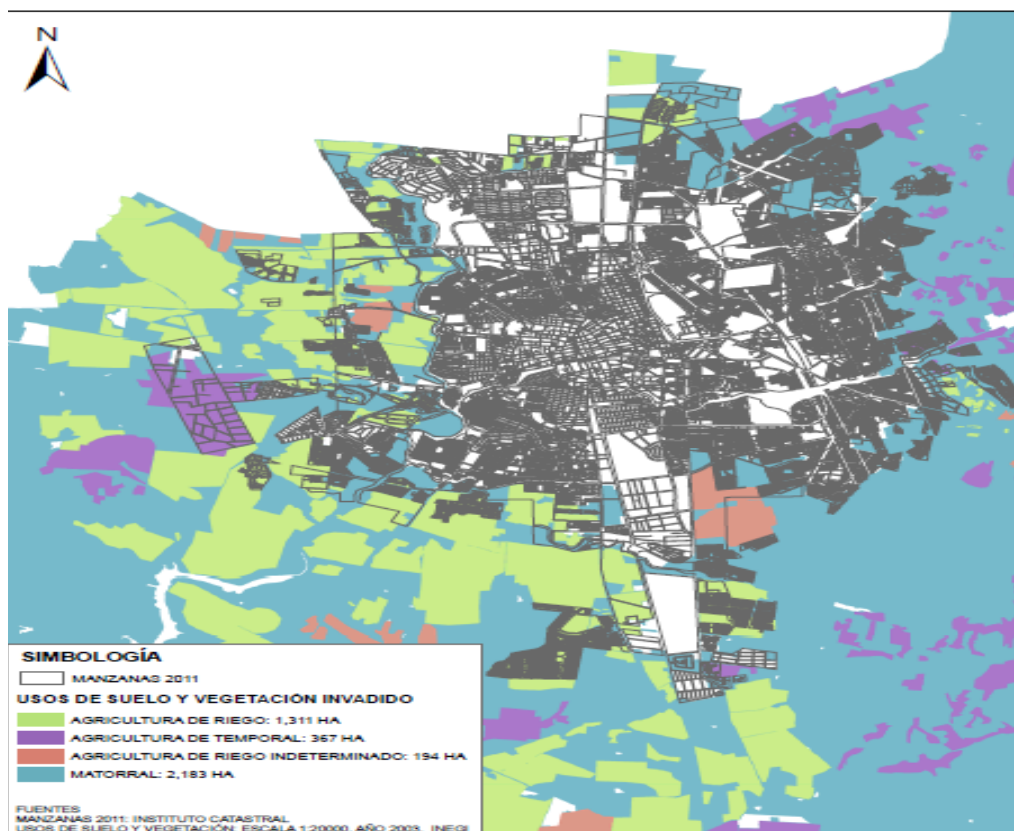 N
SIMBOLOGÍA
MANZANAS 2011
USOS DE SUELO Y VEGETACIÓN INVADIDO
AGRICULTURA DE RIEGO: 1,311 HA
AGRICULTURA DE TEMPORAL: 367 HA
AGRICULTURA DE RIEGO INDETERMINADO: 194 HA
MATORRAL: 2,183 HA
FUENTES
MANZANAS 2011: INSTITUTO CATASTRAL
USOS DE SUELO Y VEGETACIÓN: ESCALA 1:20000, AÑO 2003, INEGI